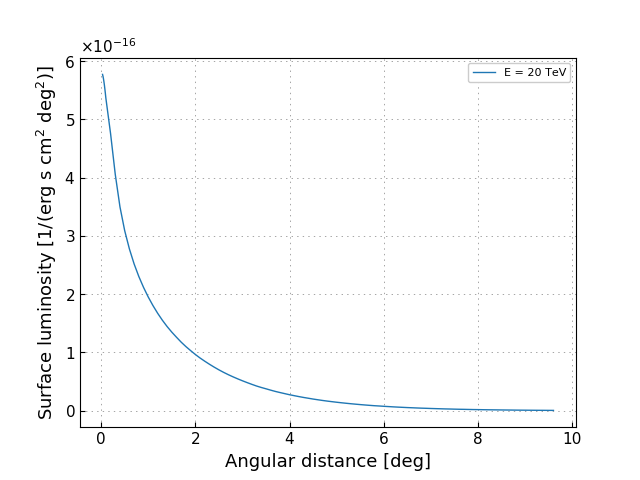 ×10⁻¹⁶
E = 20 TeV
Surface luminosity [1/(erg s cm² deg²)]
6
5
4
3
2
1
0
0 2 4 6 8 10
Angular distance [deg]